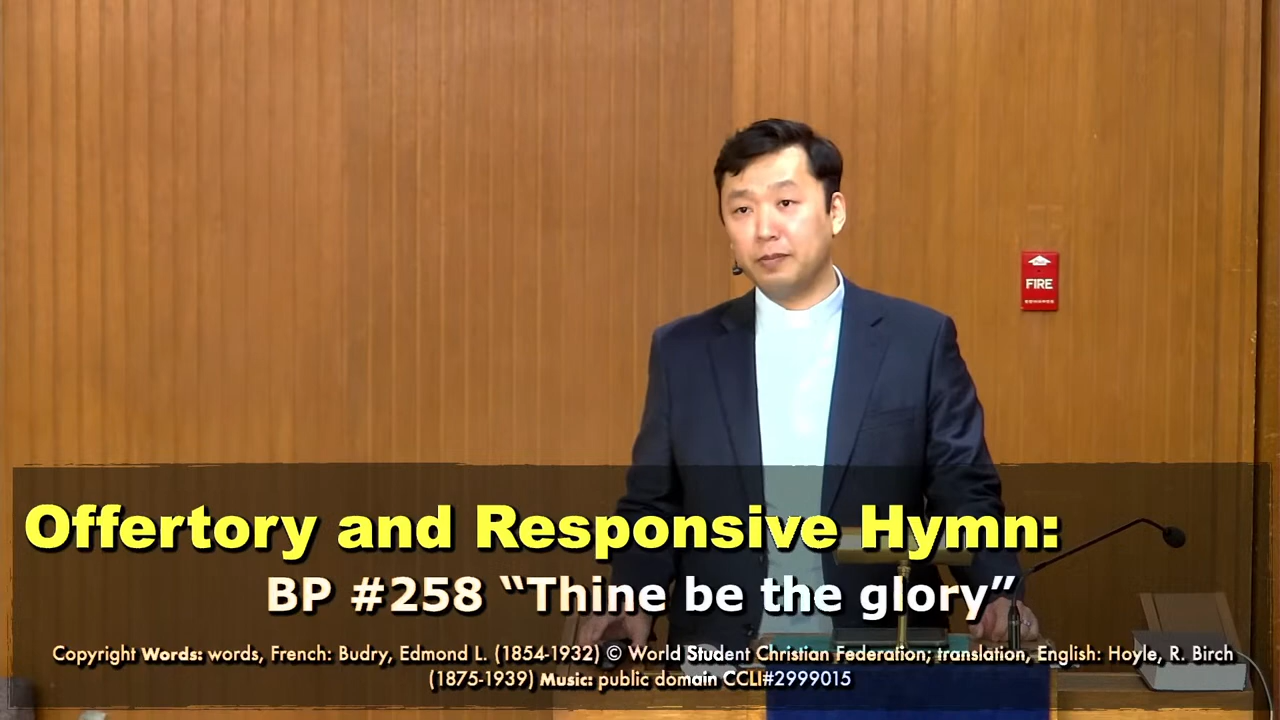 FIRE
Offertory and Responsive Hymn:
BP #258 “Thine be the glory”
Copyright Words: words, French: Budry, Edmond L. (1854-1932) © World Student Christian Federation; translation, English: Hoyle, R. Birch
(1875-1939) Music: public domain CCLI#2999015